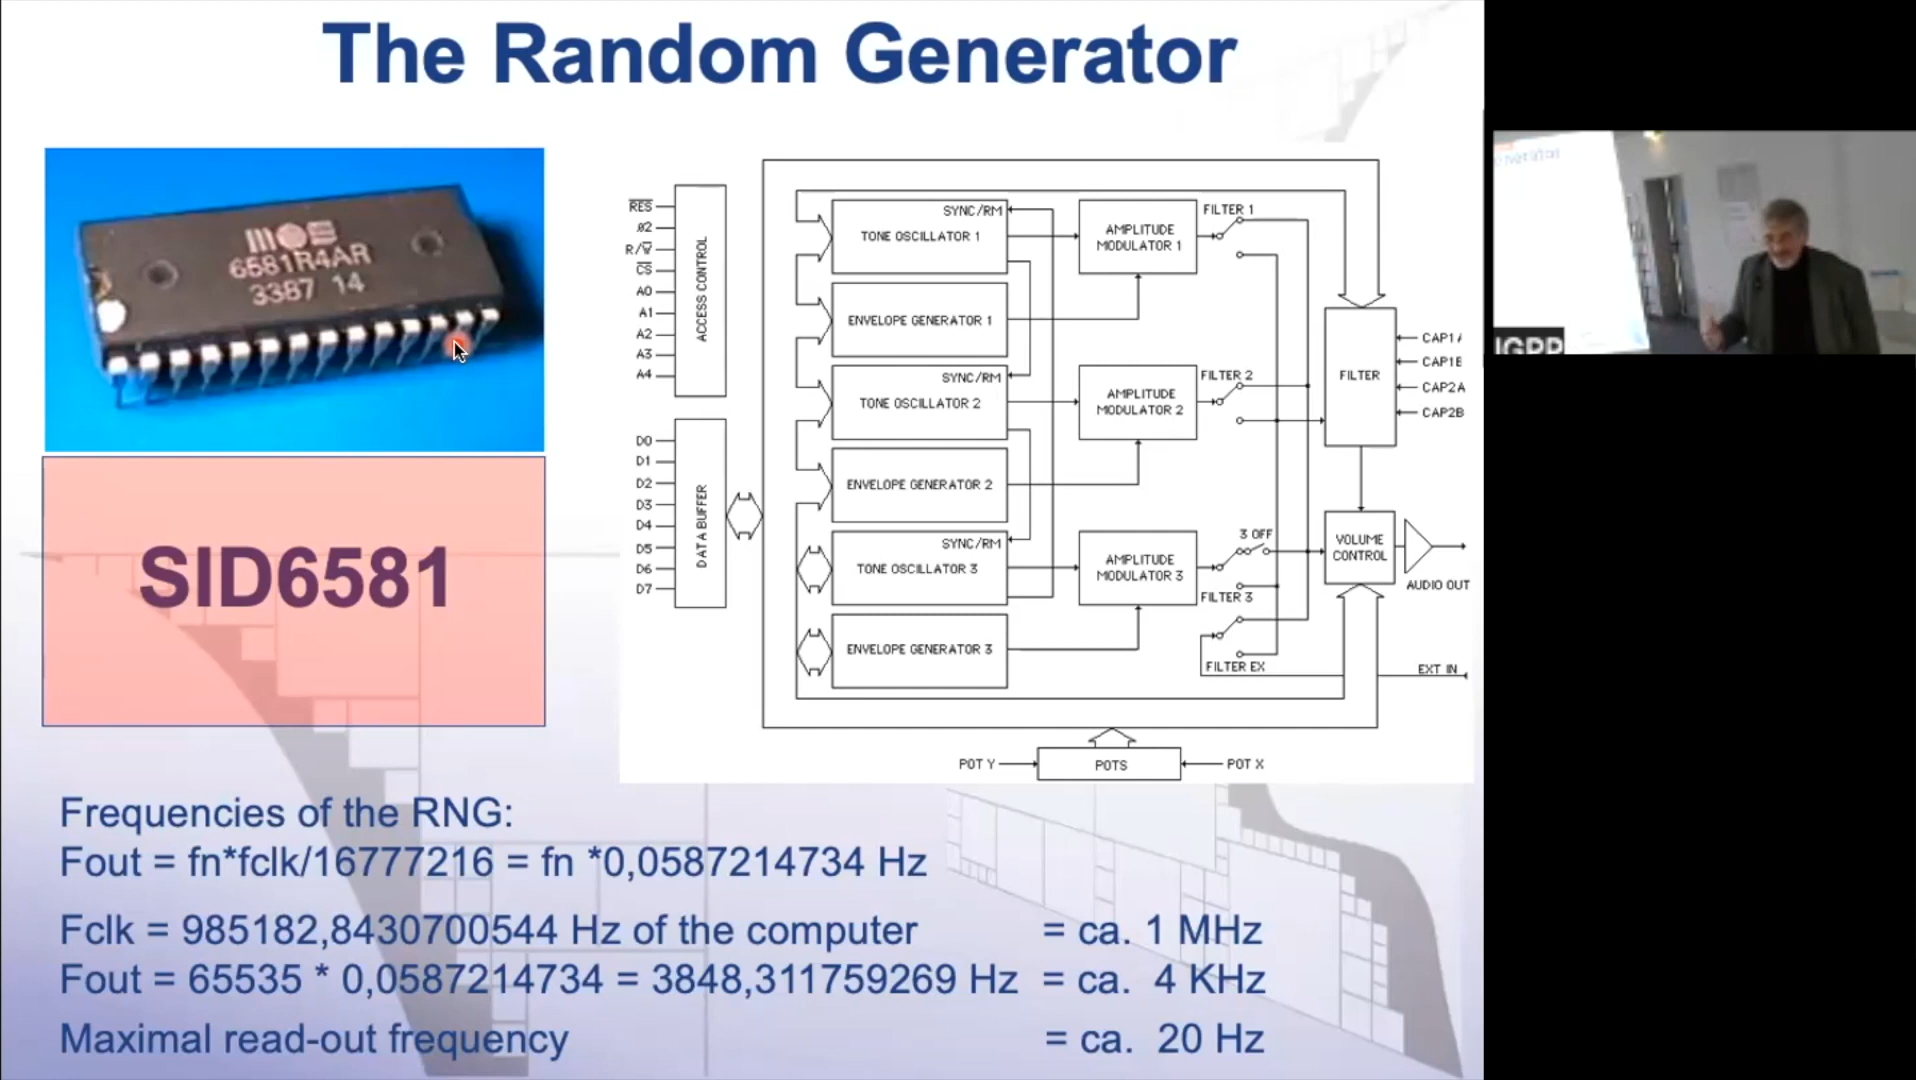 The Random Generator
mos
6581R4AR
3387 14
SID6581
RES
ø2
R/W
CS
A0
A1
A2
A3
A4
ACCESS CONTROL
D0
D1
D2
D3
D4
D5
D6
D7
DATA BUFFER
SYNC/RM
TONE OSCILLATOR 1
ENVELOPE GENERATOR 1
SYNC/RM
TONE OSCILLATOR 2
ENVELOPE GENERATOR 2
SYNC/RM
TONE OSCILLATOR 3
ENVELOPE GENERATOR 3
AMPLITUDE
MODULATOR 1
AMPLITUDE
MODULATOR 2
AMPLITUDE
MODULATOR 3
FILTER 1
FILTER 2
3 OFF
FILTER 3
FILTER EX
FILTER
CAP1A
CAP1B
CAP2A
CAP2B
VOLUME
CONTROL
AUDIO OUT
EXT IN
POT Y
POTS
POT X
Frequencies of the RNG:
Fout = fn*fclk/16777216 = fn *0,0587214734 Hz
Fclk = 985182,8430700544 Hz of the computer = ca. 1 MHz
Fout = 65535 * 0,0587214734 = 3848,311759269 Hz = ca. 4 KHz
Maximal read-out frequency = ca. 20 Hz
IGPP